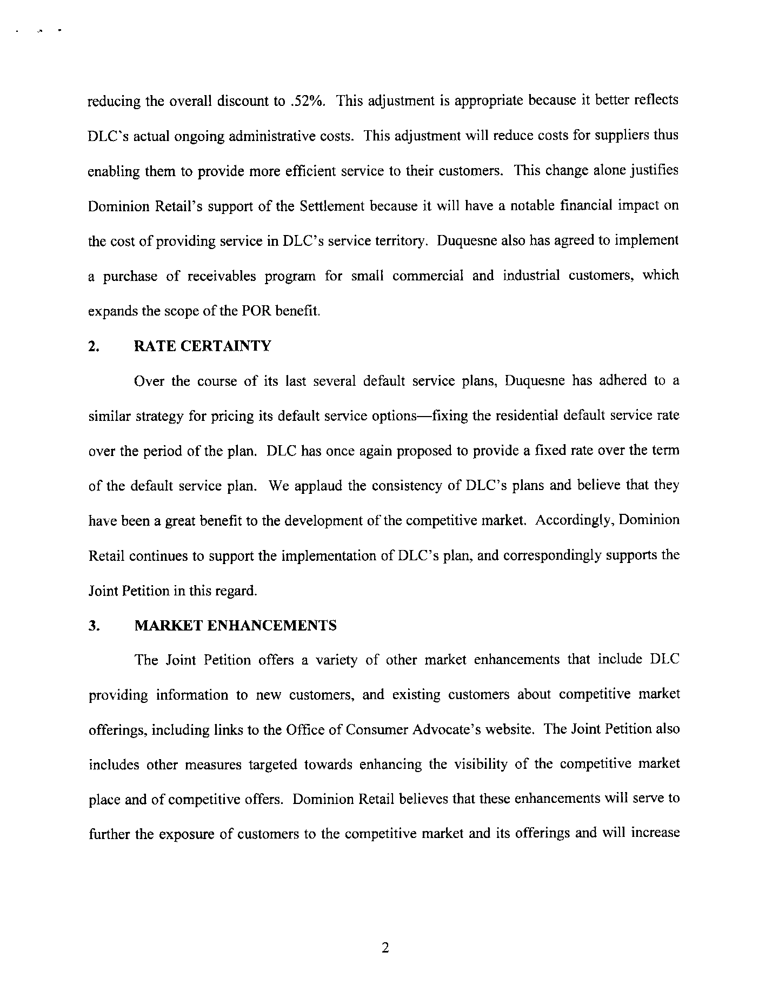 reducing the overall discount to .52%. This adjustment is appropriate because it better reflects
DLC's actual ongoing administrative costs. This adjustment will reduce costs for suppliers thus
enabling them to provide more efficient service to their customers. This change alone justifies
Dominion Retail's support of the Settlement because it will have a notable financial impact on
the cost of providing service in DLC's service territory. Duquesne also has agreed to implement
a purchase of receivables program for small commercial and industrial customers, which
expands the scope of the POR benefit.
2. RATE CERTAINTY
Over the course of its last several default service plans, Duquesne has adhered to a
similar strategy for pricing its default service options—fixing the residential default service rate
over the period of the plan. DLC has once again proposed to provide a fixed rate over the term
of the default service plan. We applaud the consistency of DLC's plans and believe that they
have been a great benefit to the development of the competitive market. Accordingly, Dominion
Retail continues to support the implementation of DLC's plan, and correspondingly supports the
Joint Petition in this regard.
3. MARKET ENHANCEMENTS
The Joint Petition offers a variety of other market enhancements that include DLC
providing information to new customers, and existing customers about competitive market
offerings, including links to the Office of Consumer Advocate's website. The Joint Petition also
includes other measures targeted towards enhancing the visibility of the competitive market
place and of competitive offers. Dominion Retail believes that these enhancements will serve to
further the exposure of customers to the competitive market and its offerings and will increase
2